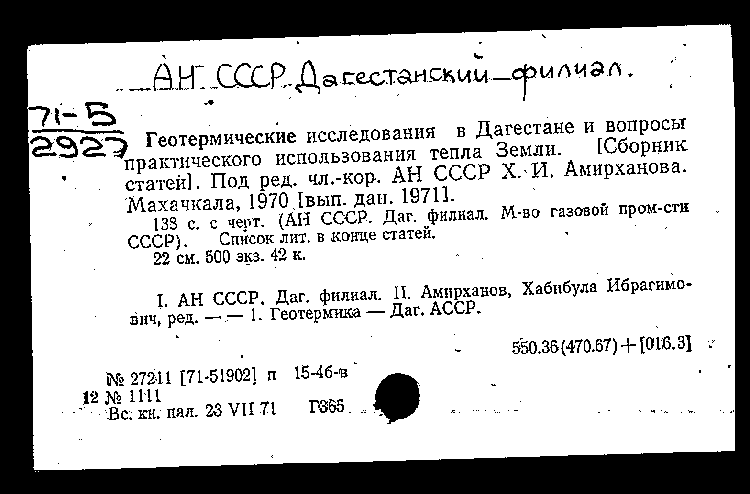 АН СССР. Дагестанский филиал.
71-5
2927
Геотермические исследования в Дагестане и вопросы
практического использования тепла Земли. [Сборник
статей]. Под ред. чл.-кор. АН СССР Х. И. Амирханова.
Махачкала, 1970 [вып. дан. 1971].
138 с. с черт. (АН СССР. Даг. филиал. М-во газовой пром-сти
СССР). Список лит. в конце статей.
22 см. 500 экз. 42 к.
I. АН СССР. Даг. филиал. II. Амирханов, Хабибула Ибрагимо-
вич, ред. — — 1. Геотермика — Даг. АССР.
550.36(470.67)+[016.3]
№ 27211 [71-51902] п 15-4б-в
12 № 1111
Вс. кн. пал. 23 VII 71 Г365